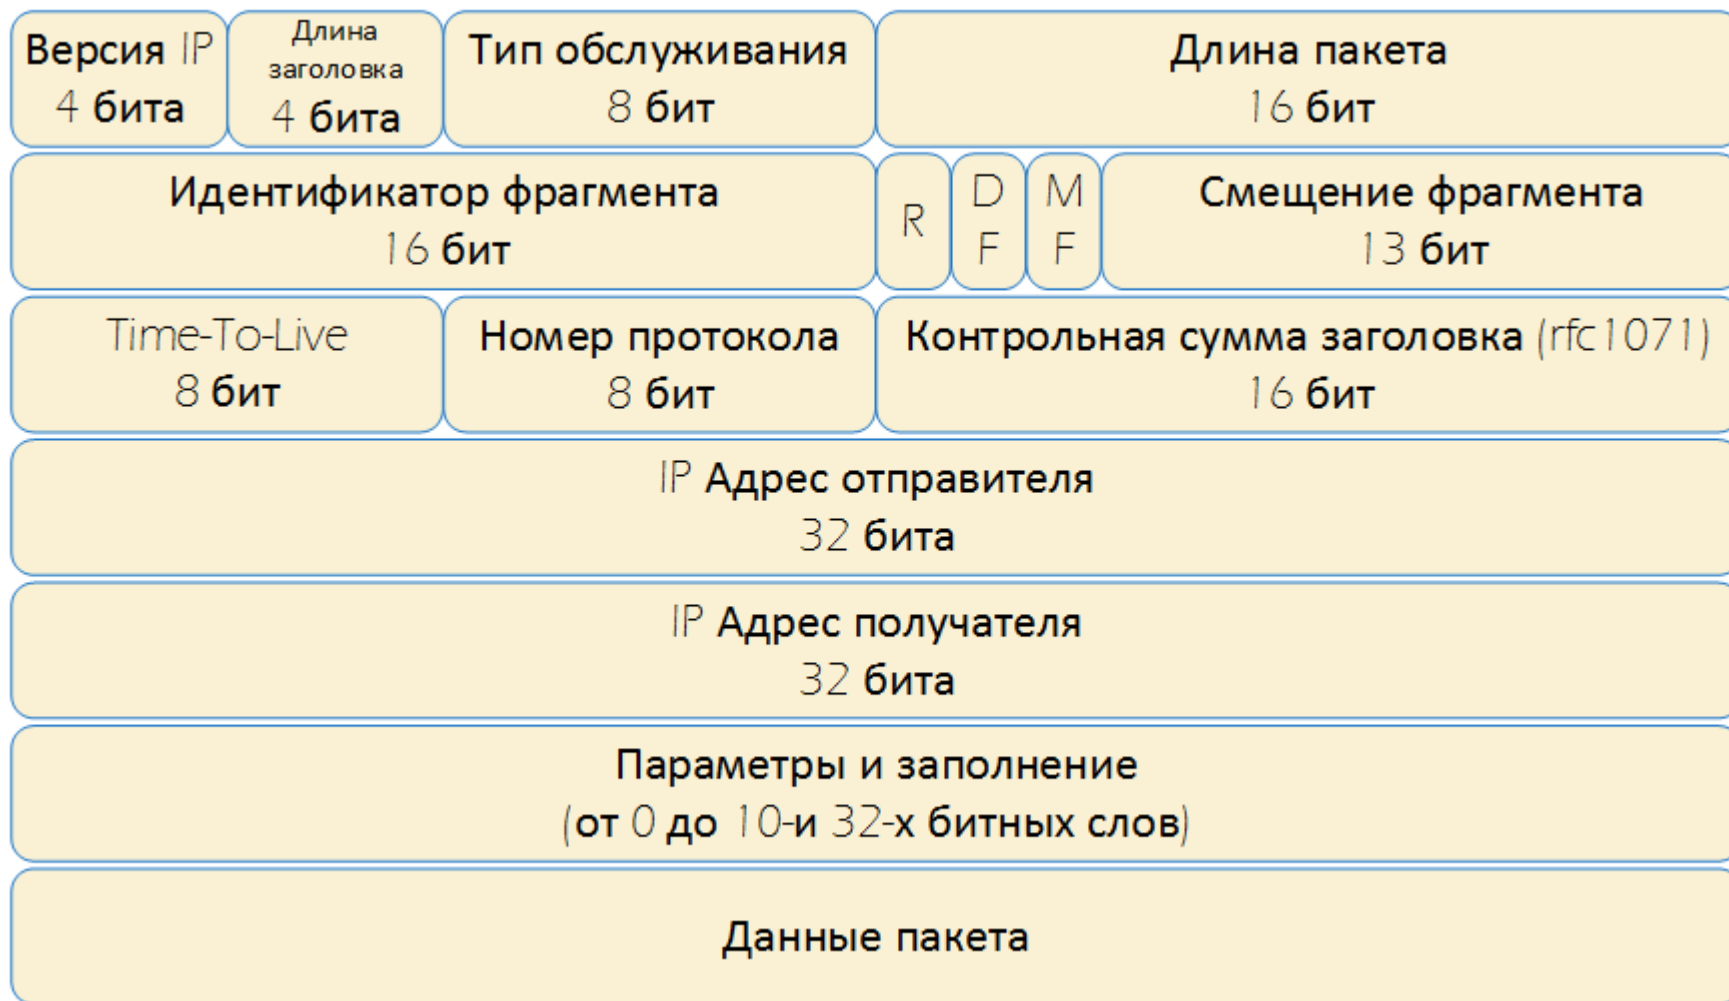 Версия IP
4 бита
Длина
заголовка
4 бита
Тип обслуживания
8 бит
Длина пакета
16 бит
Идентификатор фрагмента
16 бит
R
D
F
M
F
Смещение фрагмента
13 бит
Time-To-Live
8 бит
Номер протокола
8 бит
Контрольная сумма заголовка (rfc1071)
16 бит
IP Адрес отправителя
32 бита
IP Адрес получателя
32 бита
Параметры и заполнение
(от 0 до 10-и 32-х битных слов)
Данные пакета